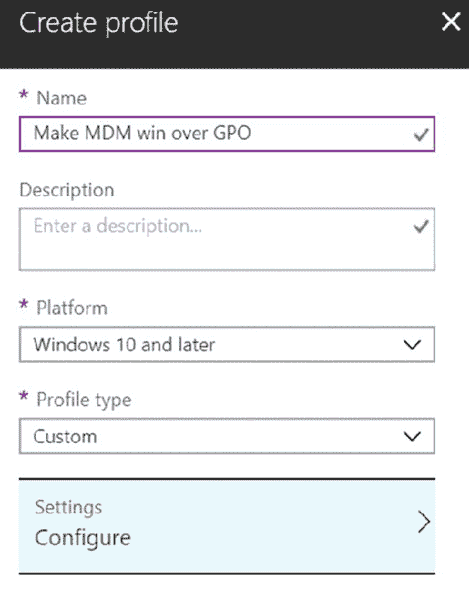 Create profile
* Name
Make MDM win over GPO
Description
Enter a description...
* Platform
Windows 10 and later
* Profile type
Custom
Settings
Configure